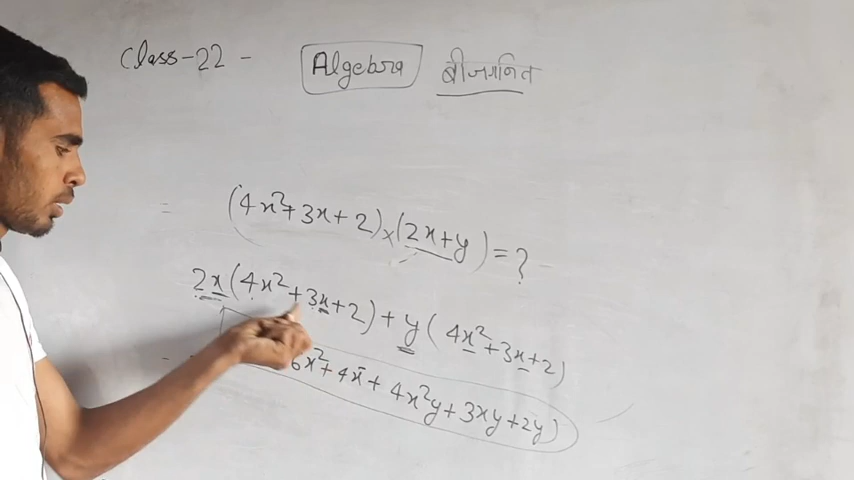 Class-22 - Algebra बीजगनित
= (4x²+3x+2)×(2x+y) = ?
2x(4x²+3x+2)+y(4x²+3x+2)
6x²+4x+4x²y+3xy+2y)